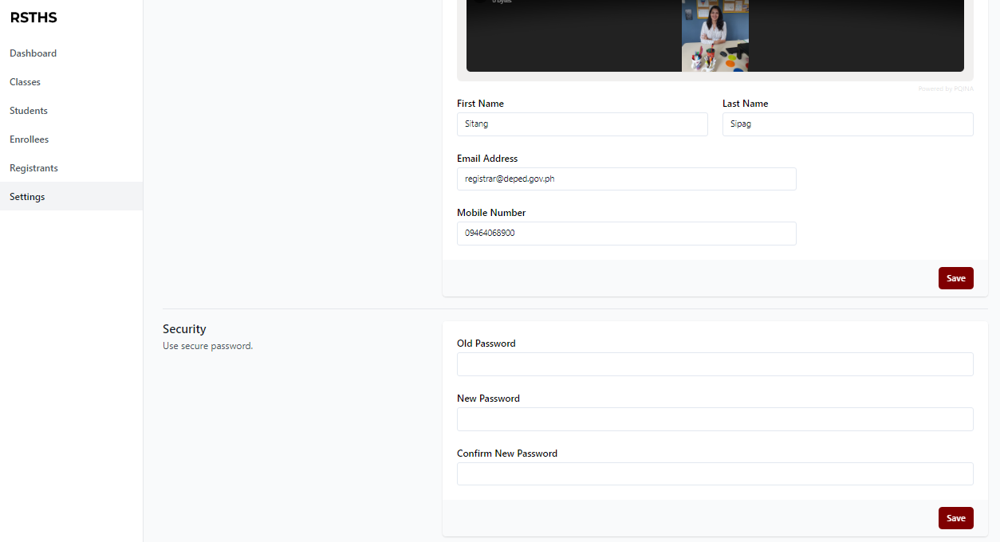 RSTHS
Dashboard
Classes
Students
Enrollees
Registrants
Settings
0 bytes
Powered by PQINA
First Name
Last Name
Sitang
Sipag
Email Address
registrar@deped.gov.ph
Mobile Number
09464068900
Save
Security
Use secure password.
Old Password
New Password
Confirm New Password
Save